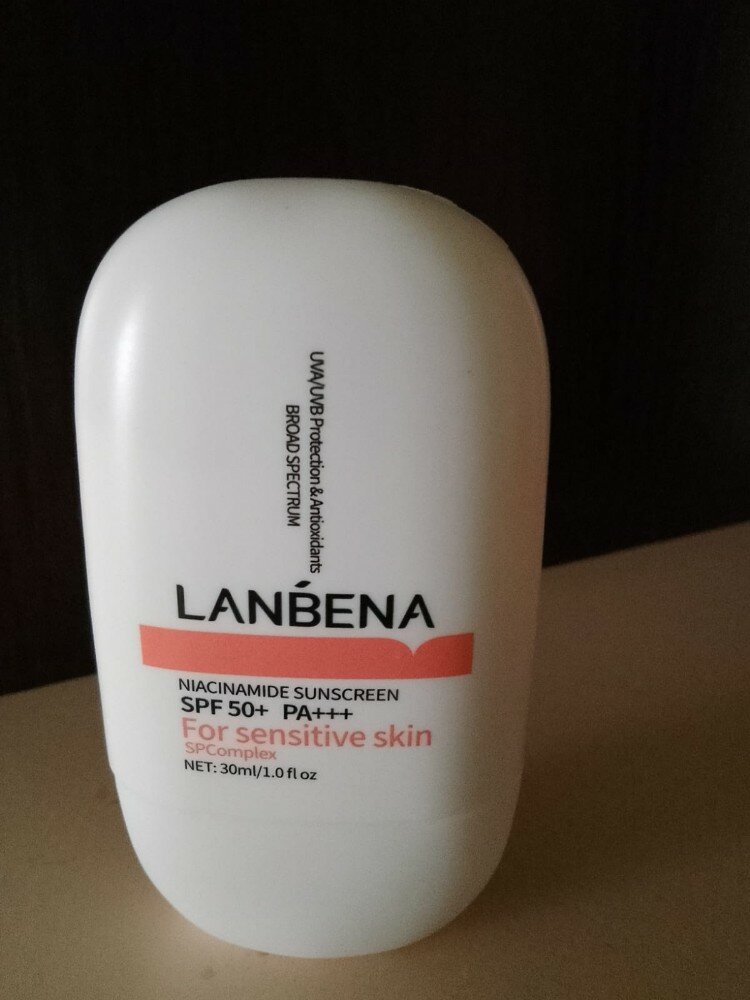 UVA/UVB Protection & Antioxidants
BROAD SPECTRUM
LANBENA
NIACINAMIDE SUNSCREEN
SPF 50+ PA+++
For sensitive skin
SPComplex
NET: 30ml/1.0 fl oz